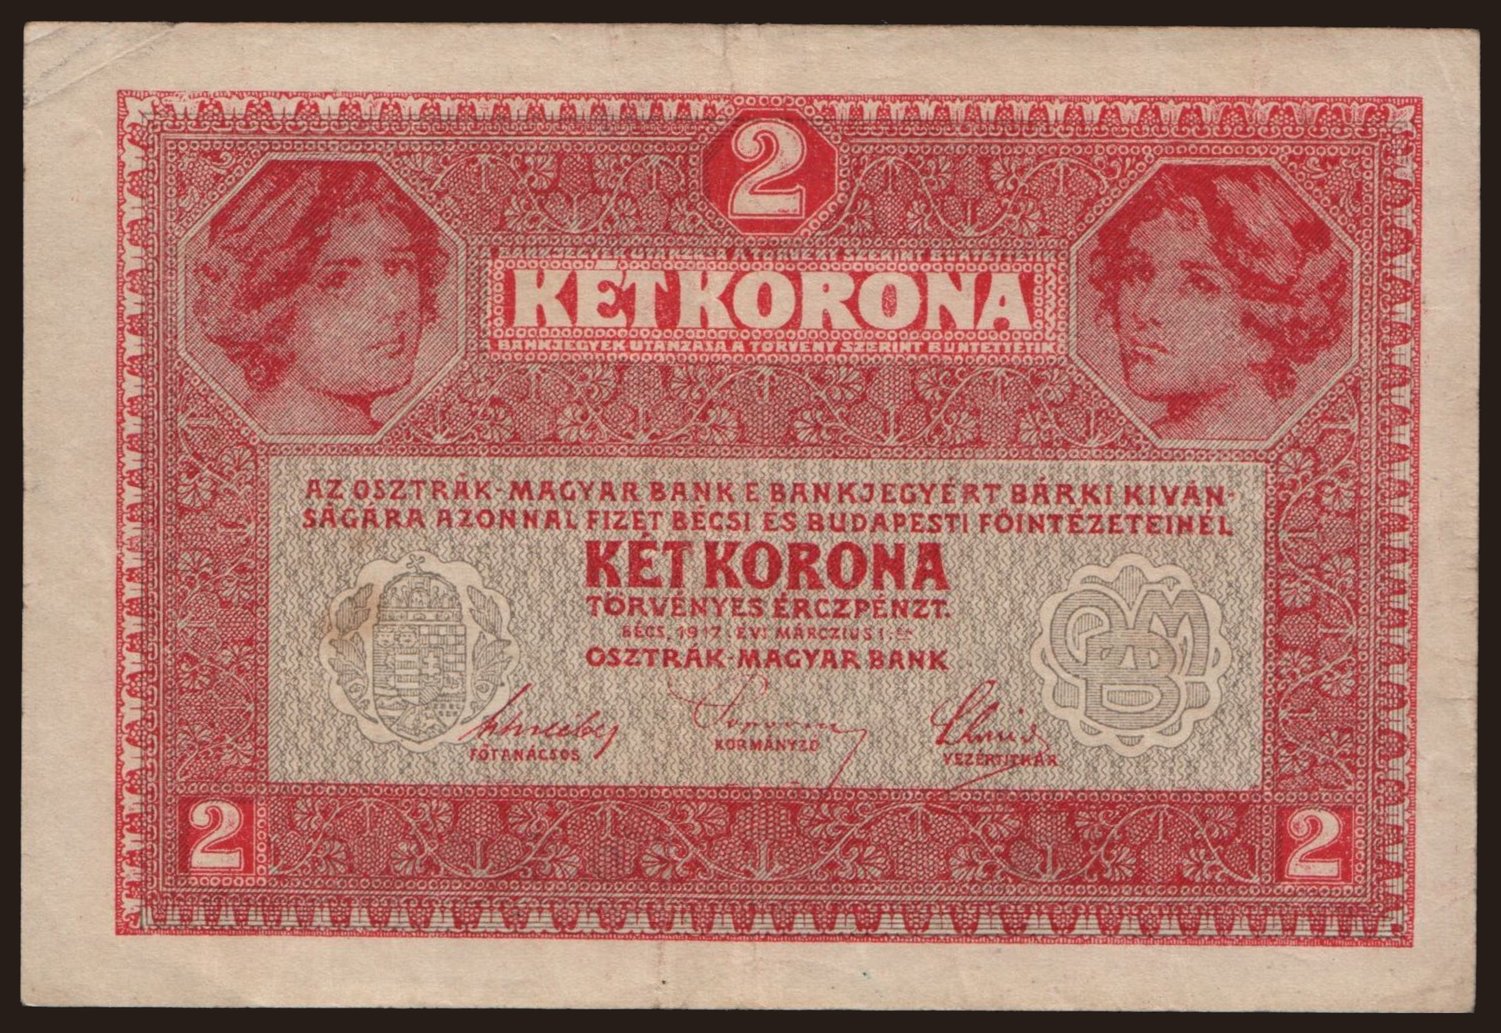 2
KÉT KORONA
BANKJEGYEK UTÁNZÁSA A TÖRVÉNY SZERINT BÜNTETTETIK
AZ OSZTRÁK-MAGYAR BANK E BANKJEGYÉRT BÁRKI KIVÁN-
SÁGÁRA AZONNAL FIZET BÉCSI ÉS BUDAPESTI FŐINTÉZETEINÉL
KÉT KORONA
TÖRVÉNYES ÉRCZPÉNZT.
BÉCS, 1917. ÉVI MÁRCZIUS 1-ÉN
OSZTRÁK-MAGYAR BANK
FŐTANÁCSOS
KORMÁNYZÓ
VEZÉRTITKÁR
2
2